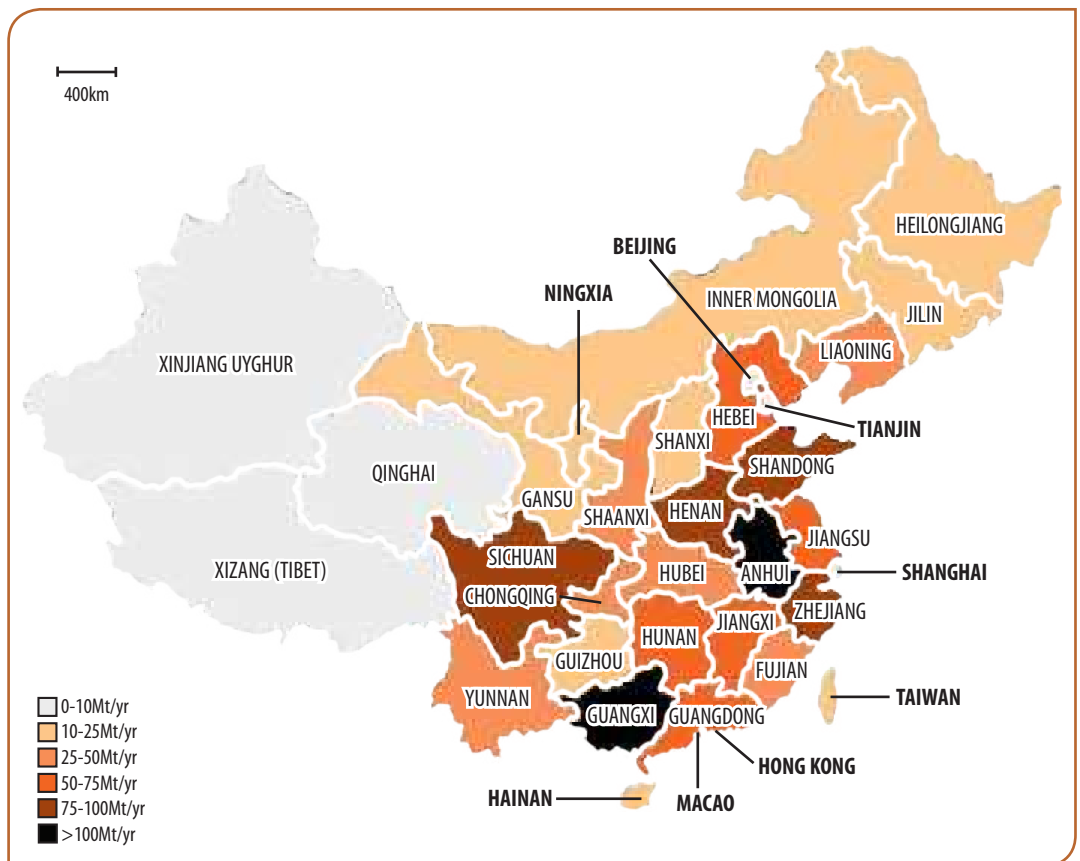 400km
HEILONGJIANG
BEIJING
NINGXIA
INNER MONGOLIA
JILIN
LIAONING
XINJIANG UYGHUR
HEBEI
TIANJIN
SHANXI
SHANDONG
QINGHAI
GANSU
SHAANXI
HENAN
JIANGSU
SICHUAN
XIZANG (TIBET)
HUBEI
ANHUI
SHANGHAI
CHONGQING
ZHEJIANG
JIANGXI
HUNAN
GUIZHOU
FUJIAN
YUNNAN
TAIWAN
GUANGXI
GUANGDONG
HONG KONG
HAINAN
MACAO
0-10Mt/yr
10-25Mt/yr
25-50Mt/yr
50-75Mt/yr
75-100Mt/yr
>100Mt/yr